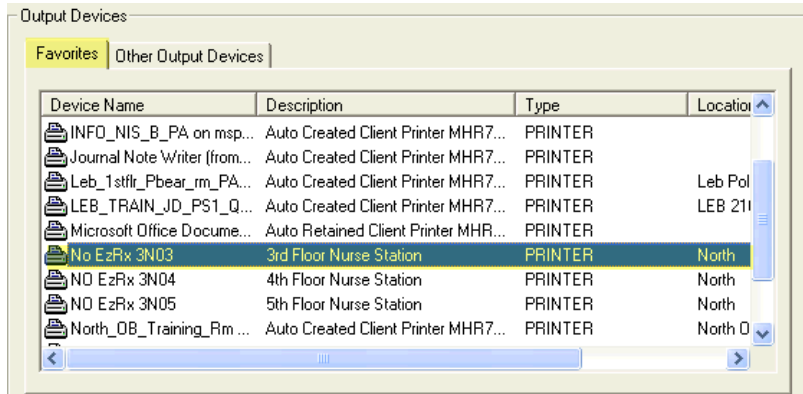 Output Devices
Favorites Other Output Devices
Device Name Description Type Location
INFO_NIS_B_PA on msp... Auto Created Client Printer MHR7... PRINTER
Journal Note Writer (from... Auto Created Client Printer MHR7... PRINTER
Leb_1stflr_Pbear_rm_PA... Auto Created Client Printer MHR7... PRINTER Leb Pol
LEB_TRAIN_JD_PS1_Q... Auto Created Client Printer MHR7... PRINTER LEB 21
Microsoft Office Docume... Auto Retained Client Printer MHR... PRINTER
No EzRx 3N03 3rd Floor Nurse Station PRINTER North
NO EzRx 3N04 4th Floor Nurse Station PRINTER North
NO EzRx 3N05 5th Floor Nurse Station PRINTER North
North_OB_Training_Rm ... Auto Created Client Printer MHR7... PRINTER North O